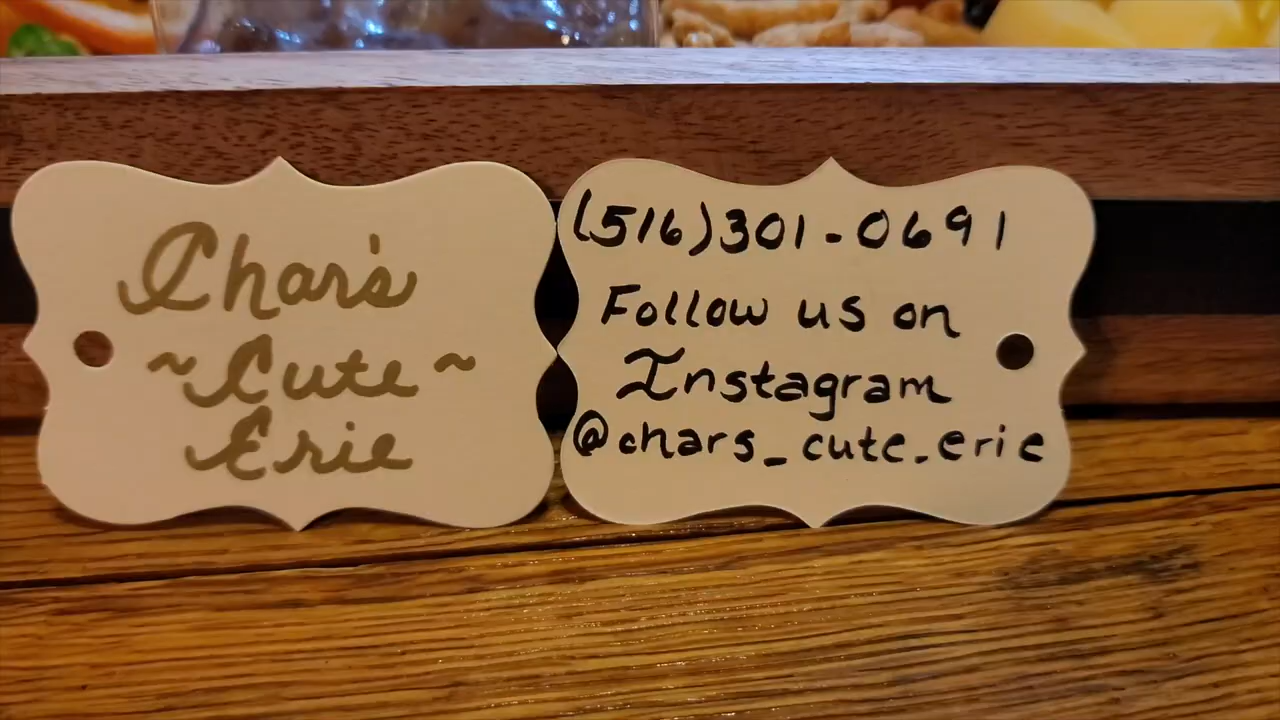 Char's
~Cute~
Erie
(516)301-0691
Follow us on
Instagram
@chars_cute_erie